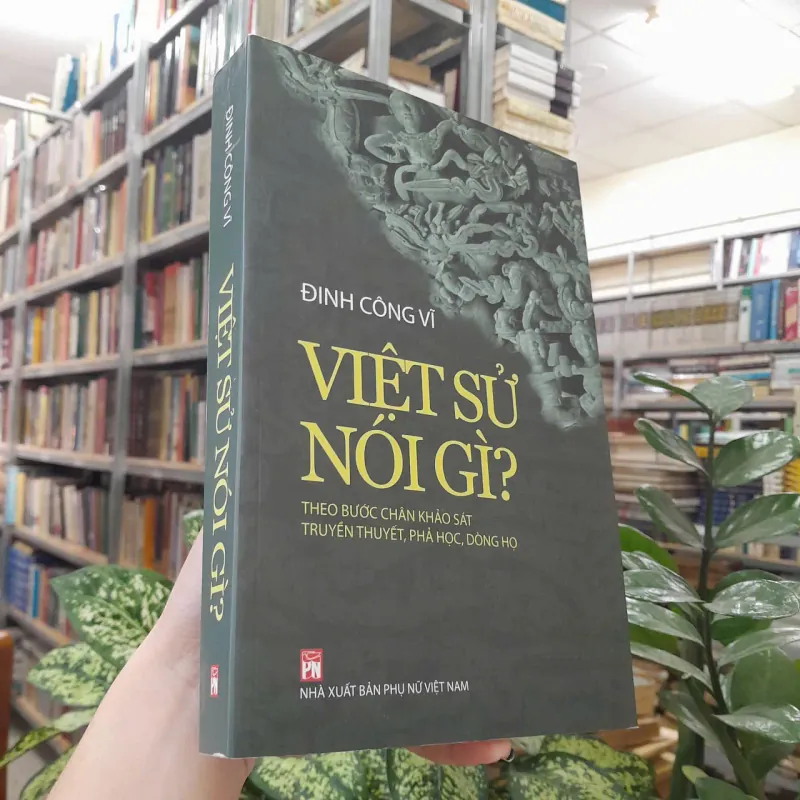 ĐINH CÔNG VĨ
VIỆT SỬ
NÓI GÌ?
THEO BƯỚC CHÂN KHẢO SÁT
TRUYỀN THUYẾT, PHẢ HỌC, DÒNG HỌ
PN
NHÀ XUẤT BẢN PHỤ NỮ VIỆT NAM
ĐINH CÔNG VĨ
VIỆT SỬ NÓI GÌ?
PN